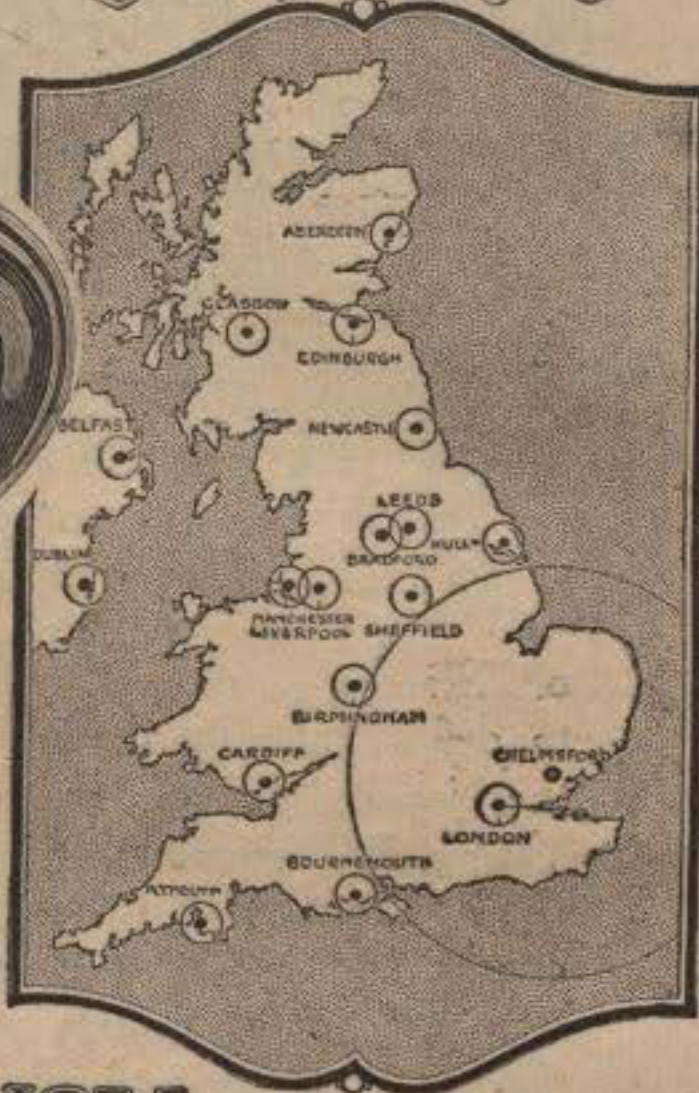 ABERDEEN
GLASGOW
EDINBURGH
BELFAST
NEWCASTLE
LEEDS
BRADFORD
HULL
DUBLIN
MANCHESTER
LIVERPOOL
SHEFFIELD
BIRMINGHAM
CARDIFF
CHELMSFORD
LONDON
BOURNEMOUTH
PLYMOUTH